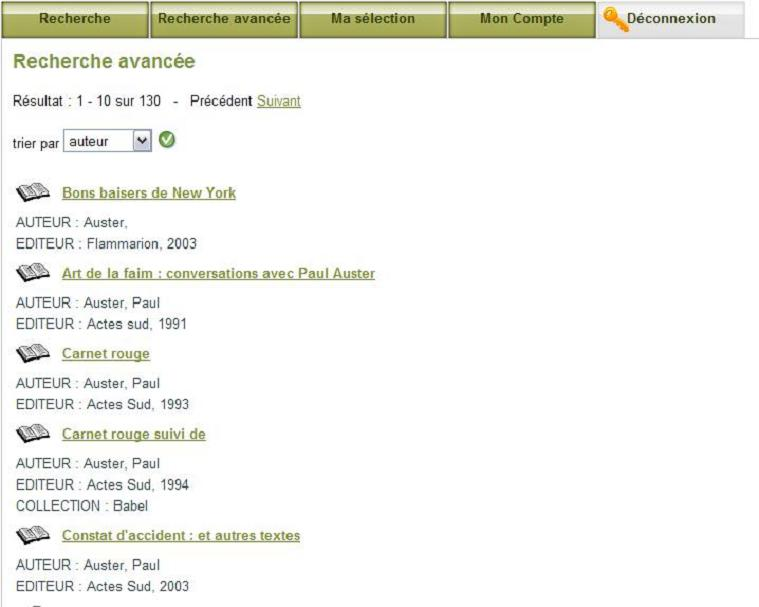 Recherche Recherche avancée Ma sélection Mon Compte Déconnexion
Recherche avancée
Résultat : 1 - 10 sur 130 - Précédent Suivant
trier par auteur
Bons baisers de New York
AUTEUR : Auster,
EDITEUR : Flammarion, 2003
Art de la faim : conversations avec Paul Auster
AUTEUR : Auster, Paul
EDITEUR : Actes sud, 1991
Carnet rouge
AUTEUR : Auster, Paul
EDITEUR : Actes Sud, 1993
Carnet rouge suivi de
AUTEUR : Auster, Paul
EDITEUR : Actes Sud, 1994
COLLECTION : Babel
Constat d'accident : et autres textes
AUTEUR : Auster, Paul
EDITEUR : Actes Sud, 2003